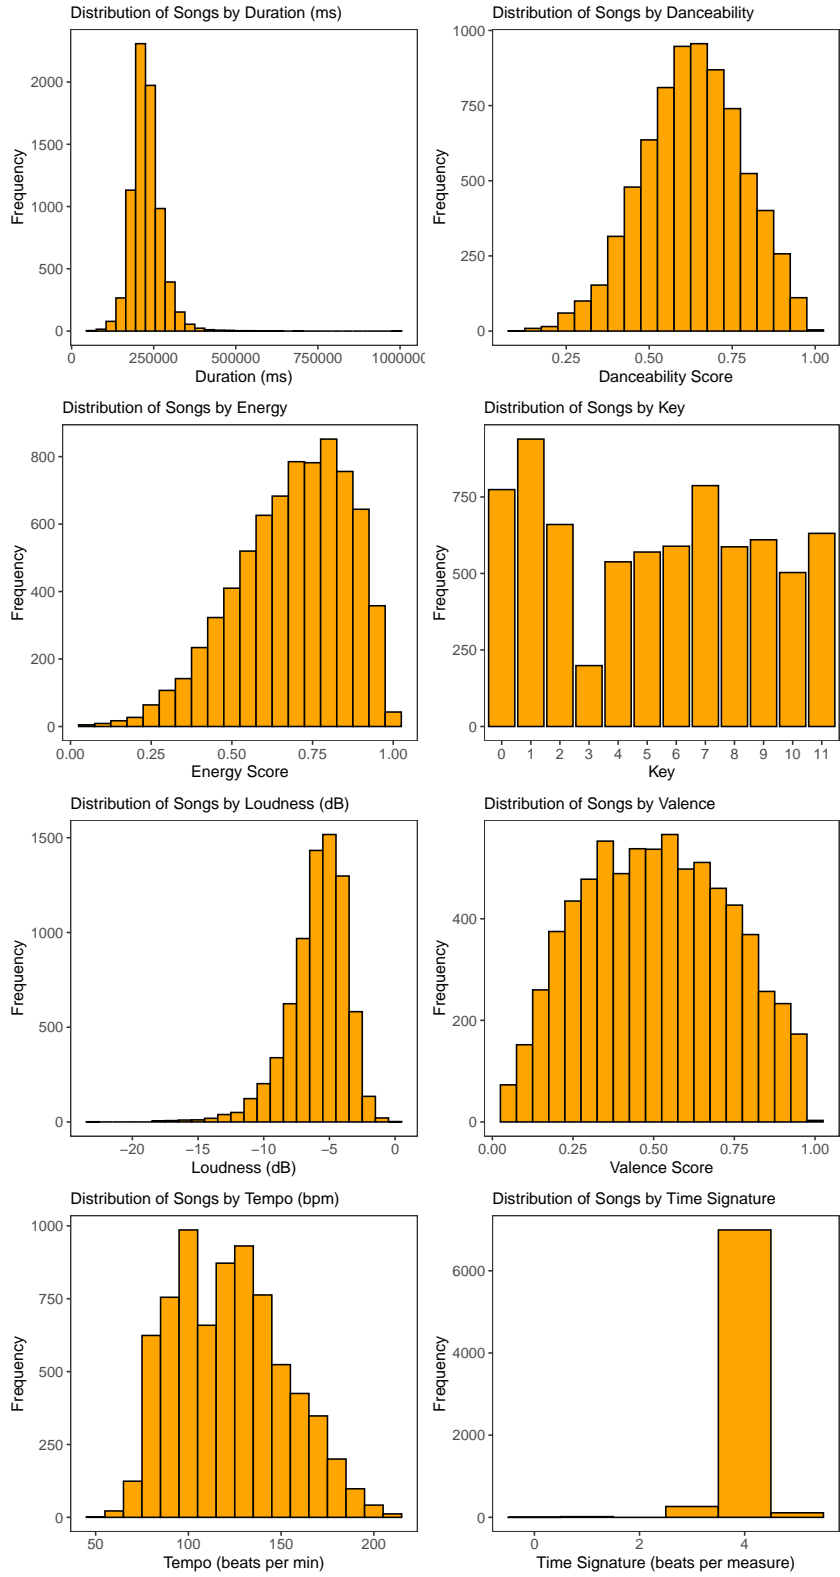 Distribution of Songs by Duration (ms)
Frequency
2000
1500
1000
500
0
0 250000 500000 750000 1000000
Duration (ms)
Distribution of Songs by Danceability
Frequency
1000
750
500
250
0
0.25 0.50 0.75 1.00
Danceability Score
Distribution of Songs by Energy
Frequency
800
600
400
200
0
0.00 0.25 0.50 0.75 1.00
Energy Score
Distribution of Songs by Key
Frequency
750
500
250
0
0 1 2 3 4 5 6 7 8 9 10 11
Key
Distribution of Songs by Loudness (dB)
Frequency
1500
1000
500
0
−20 −15 −10 −5 0
Loudness (dB)
Distribution of Songs by Valence
Frequency
400
200
0
0.00 0.25 0.50 0.75 1.00
Valence Score
Distribution of Songs by Tempo (bpm)
Frequency
1000
750
500
250
0
50 100 150 200
Tempo (beats per min)
Distribution of Songs by Time Signature
Frequency
6000
4000
2000
0
0 2 4
Time Signature (beats per measure)